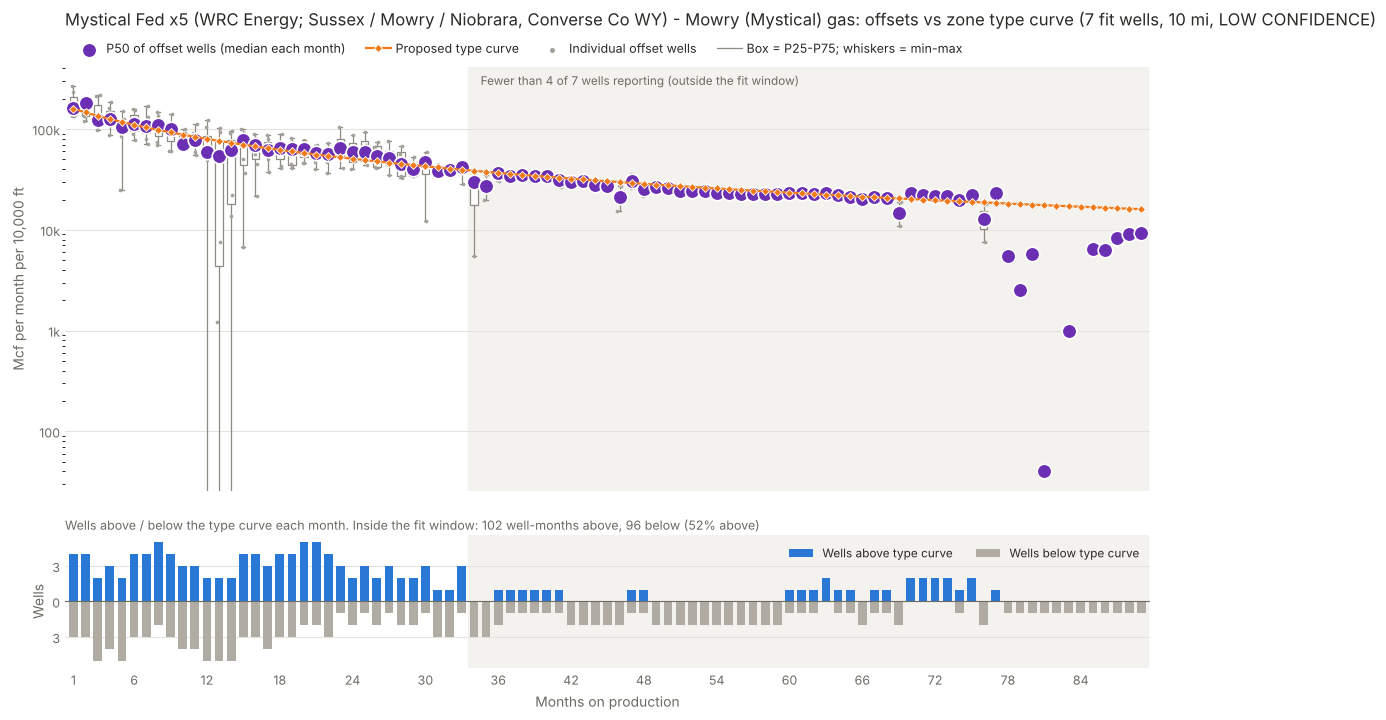 Mystical Fed x5 (WRC Energy; Sussex / Mowry / Niobrara, Converse Co WY) - Mowry (Mystical) gas: offsets vs zone type curve (7 fit wells, 10 mi, LOW CONFIDENCE)
P50 of offset wells (median each month) Proposed type curve Individual offset wells Box = P25-P75; whiskers = min-max
Fewer than 4 of 7 wells reporting (outside the fit window)
Mcf per month per 10,000 ft
100k
10k
1k
100
Wells above / below the type curve each month. Inside the fit window: 102 well-months above, 96 below (52% above)
Wells above type curve Wells below type curve
Wells
3
0
3
1 6 12 18 24 30 36 42 48 54 60 66 72 78 84
Months on production